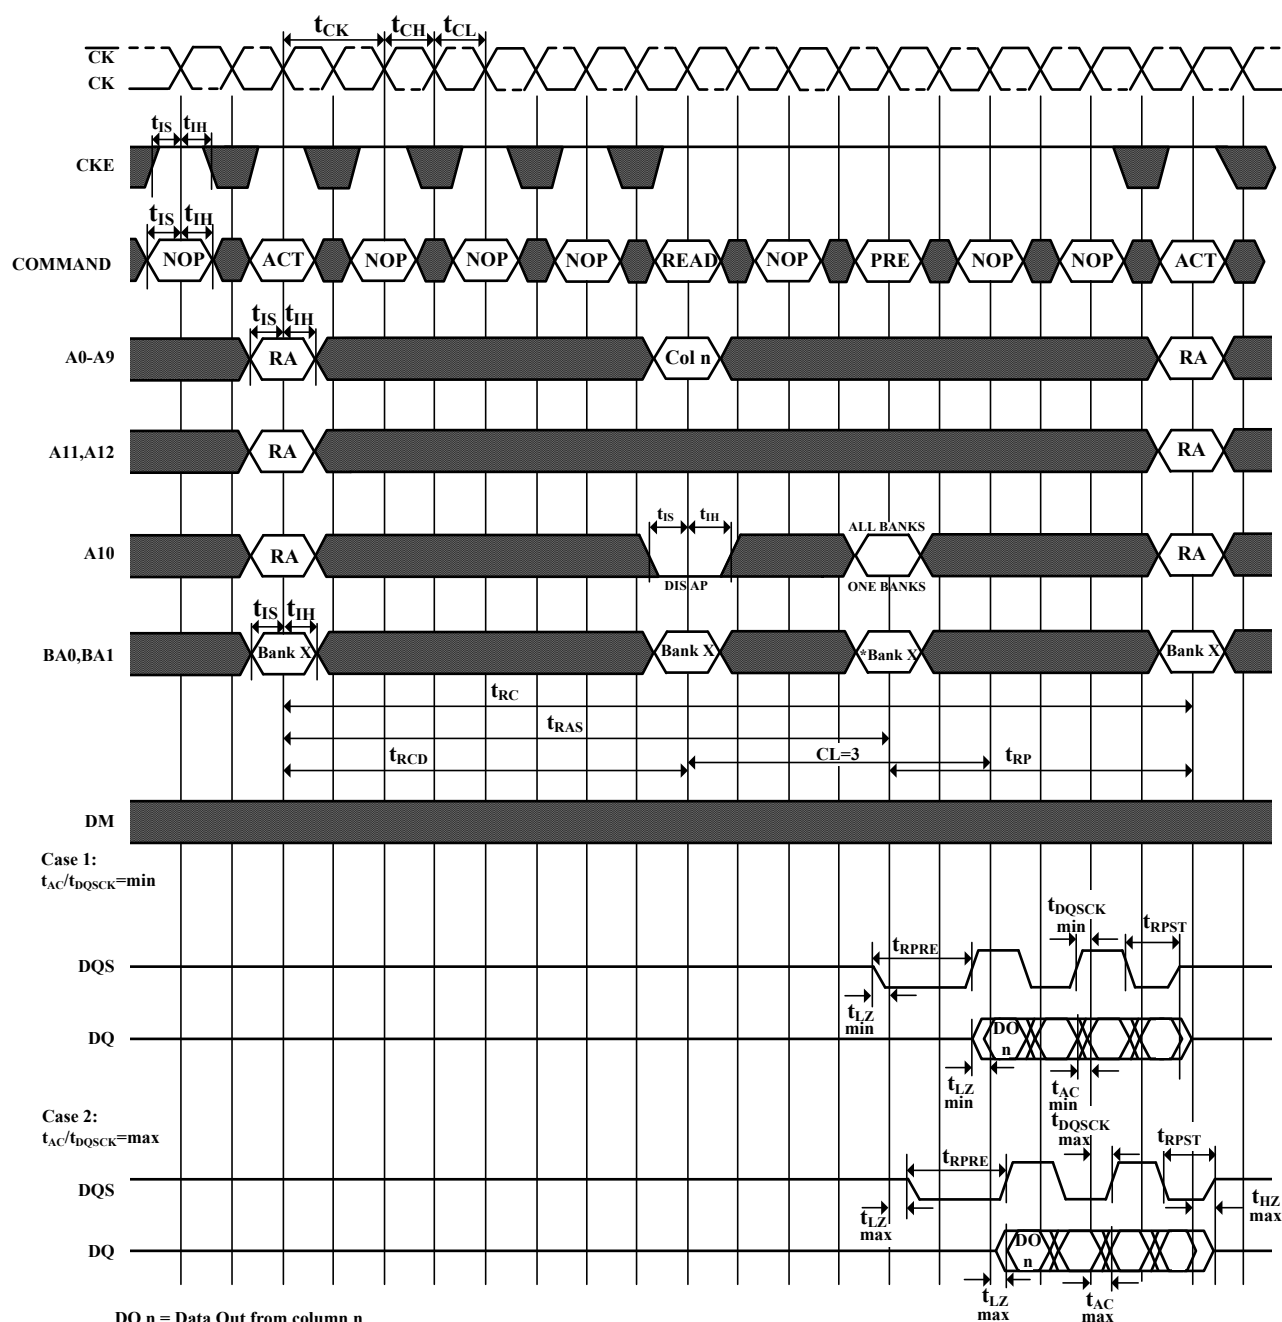 tCK tCH tCL
CK
CK
tIS tIH
CKE
tIS tIH
COMMAND NOP ACT NOP NOP NOP READ NOP PRE NOP NOP ACT
tIS tIH
A0-A9 RA Col n RA
A11,A12 RA RA
tIS tIH ALL BANKS
A10 RA RA
DIS AP ONE BANKS
tIS tIH
BA0,BA1 Bank X Bank X *Bank X Bank X
tRC
tRAS
tRCD CL=3 tRP
DM
Case 1:
tAC/tDQSCK=min
tDQSCK
min
tRPST
tRPRE
DQS
tLZ
min
DQ DO
n
tLZ
min
tAC
min
Case 2:
tAC/tDQSCK=max
tDQSCK
max
tRPST
tRPRE
DQS
tLZ
max
tHZ
max
DQ DO
n
tLZ
max
tAC
max
DO n = Data Out from column n